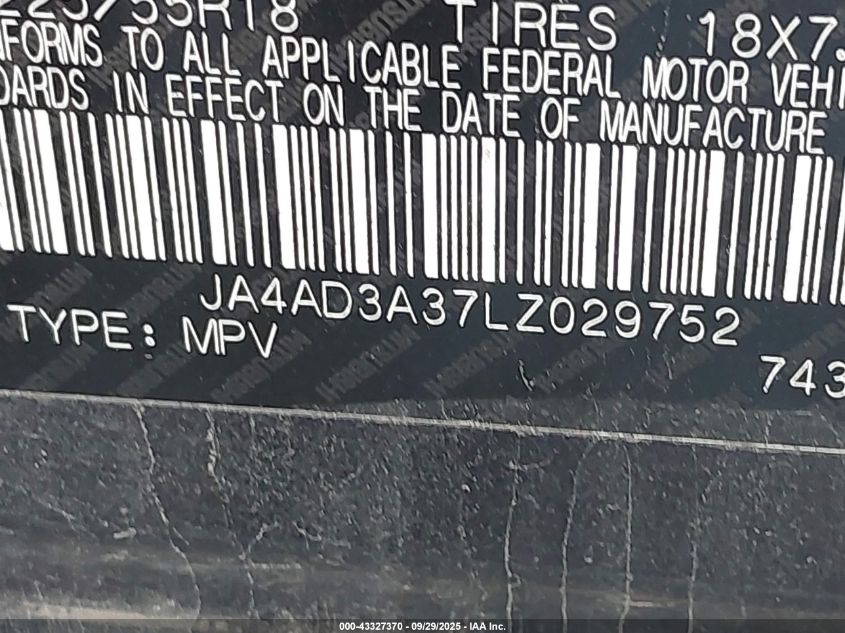 225/55R18 TIRES 18X7.
FORMS TO ALL APPLICABLE FEDERAL MOTOR VEHI
DARDS IN EFFECT ON THE DATE OF MANUFACTURE
JA4AD3A37LZ029752
TYPE: MPV
743
000-43327370 - 09/29/2025 - IAA Inc.